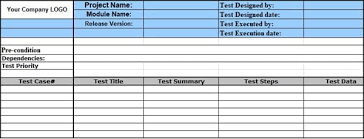 Your Company LOGO
Project Name:
Test Designed by:
Module Name:
Test Designed date:
Release Version:
Test Executed by:
Test Execution date:
Pre-condition
Dependencies:
Test Priority
Test Case#
Test Title
Test Summary
Test Steps
Test Data